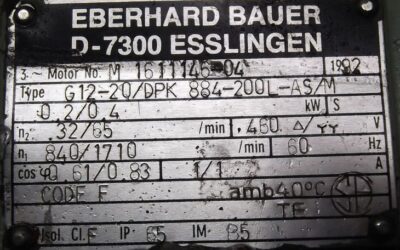 EBERHARD BAUER
D-7300 ESSLINGEN
3~ Motor No. M 1611146-04 1992
Type G12-20/DPK 884-200L-AS/M
0.2/0.4 kW S
n₂ 32/65 /min 460 △/YY V
n₁ 840/1710 /min 60 Hz
cos φ 0.61/0.83 1/1 A
CODE F amb40°C
TF
Isol. Cl. F IP 65 IM B5